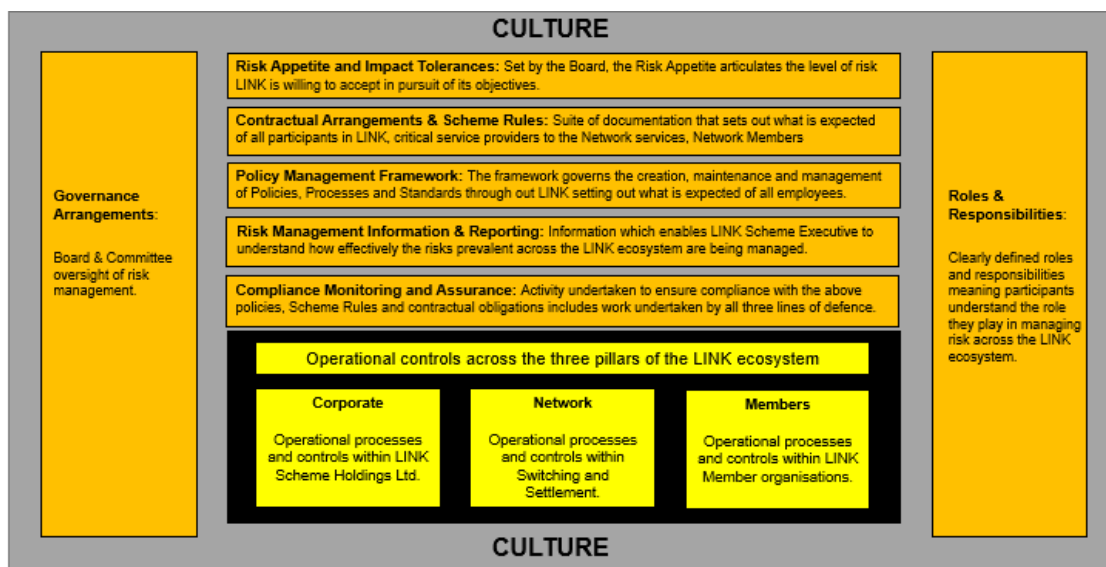 CULTURE
Governance
Arrangements:
Board & Committee
oversight of risk
management.
Risk Appetite and Impact Tolerances: Set by the Board, the Risk Appetite articulates the level of risk
LINK is willing to accept in pursuit of its objectives.
Contractual Arrangements & Scheme Rules: Suite of documentation that sets out what is expected
of all participants in LINK, critical service providers to the Network services, Network Members
Policy Management Framework: The framework governs the creation, maintenance and management
of Policies, Processes and Standards through out LINK setting out what is expected of all employees.
Risk Management Information & Reporting: Information which enables LINK Scheme Executive to
understand how effectively the risks prevalent across the LINK ecosystem are being managed.
Compliance Monitoring and Assurance: Activity undertaken to ensure compliance with the above
policies, Scheme Rules and contractual obligations includes work undertaken by all three lines of defence.
Operational controls across the three pillars of the LINK ecosystem
Corporate
Operational processes
and controls within LINK
Scheme Holdings Ltd.
Network
Operational processes
and controls within
Switching and
Settlement.
Members
Operational processes
and controls within LINK
Member organisations.
Roles &
Responsibilities:
Clearly defined roles
and responsibilities
meaning participants
understand the role
they play in managing
risk across the LINK
ecosystem.
CULTURE